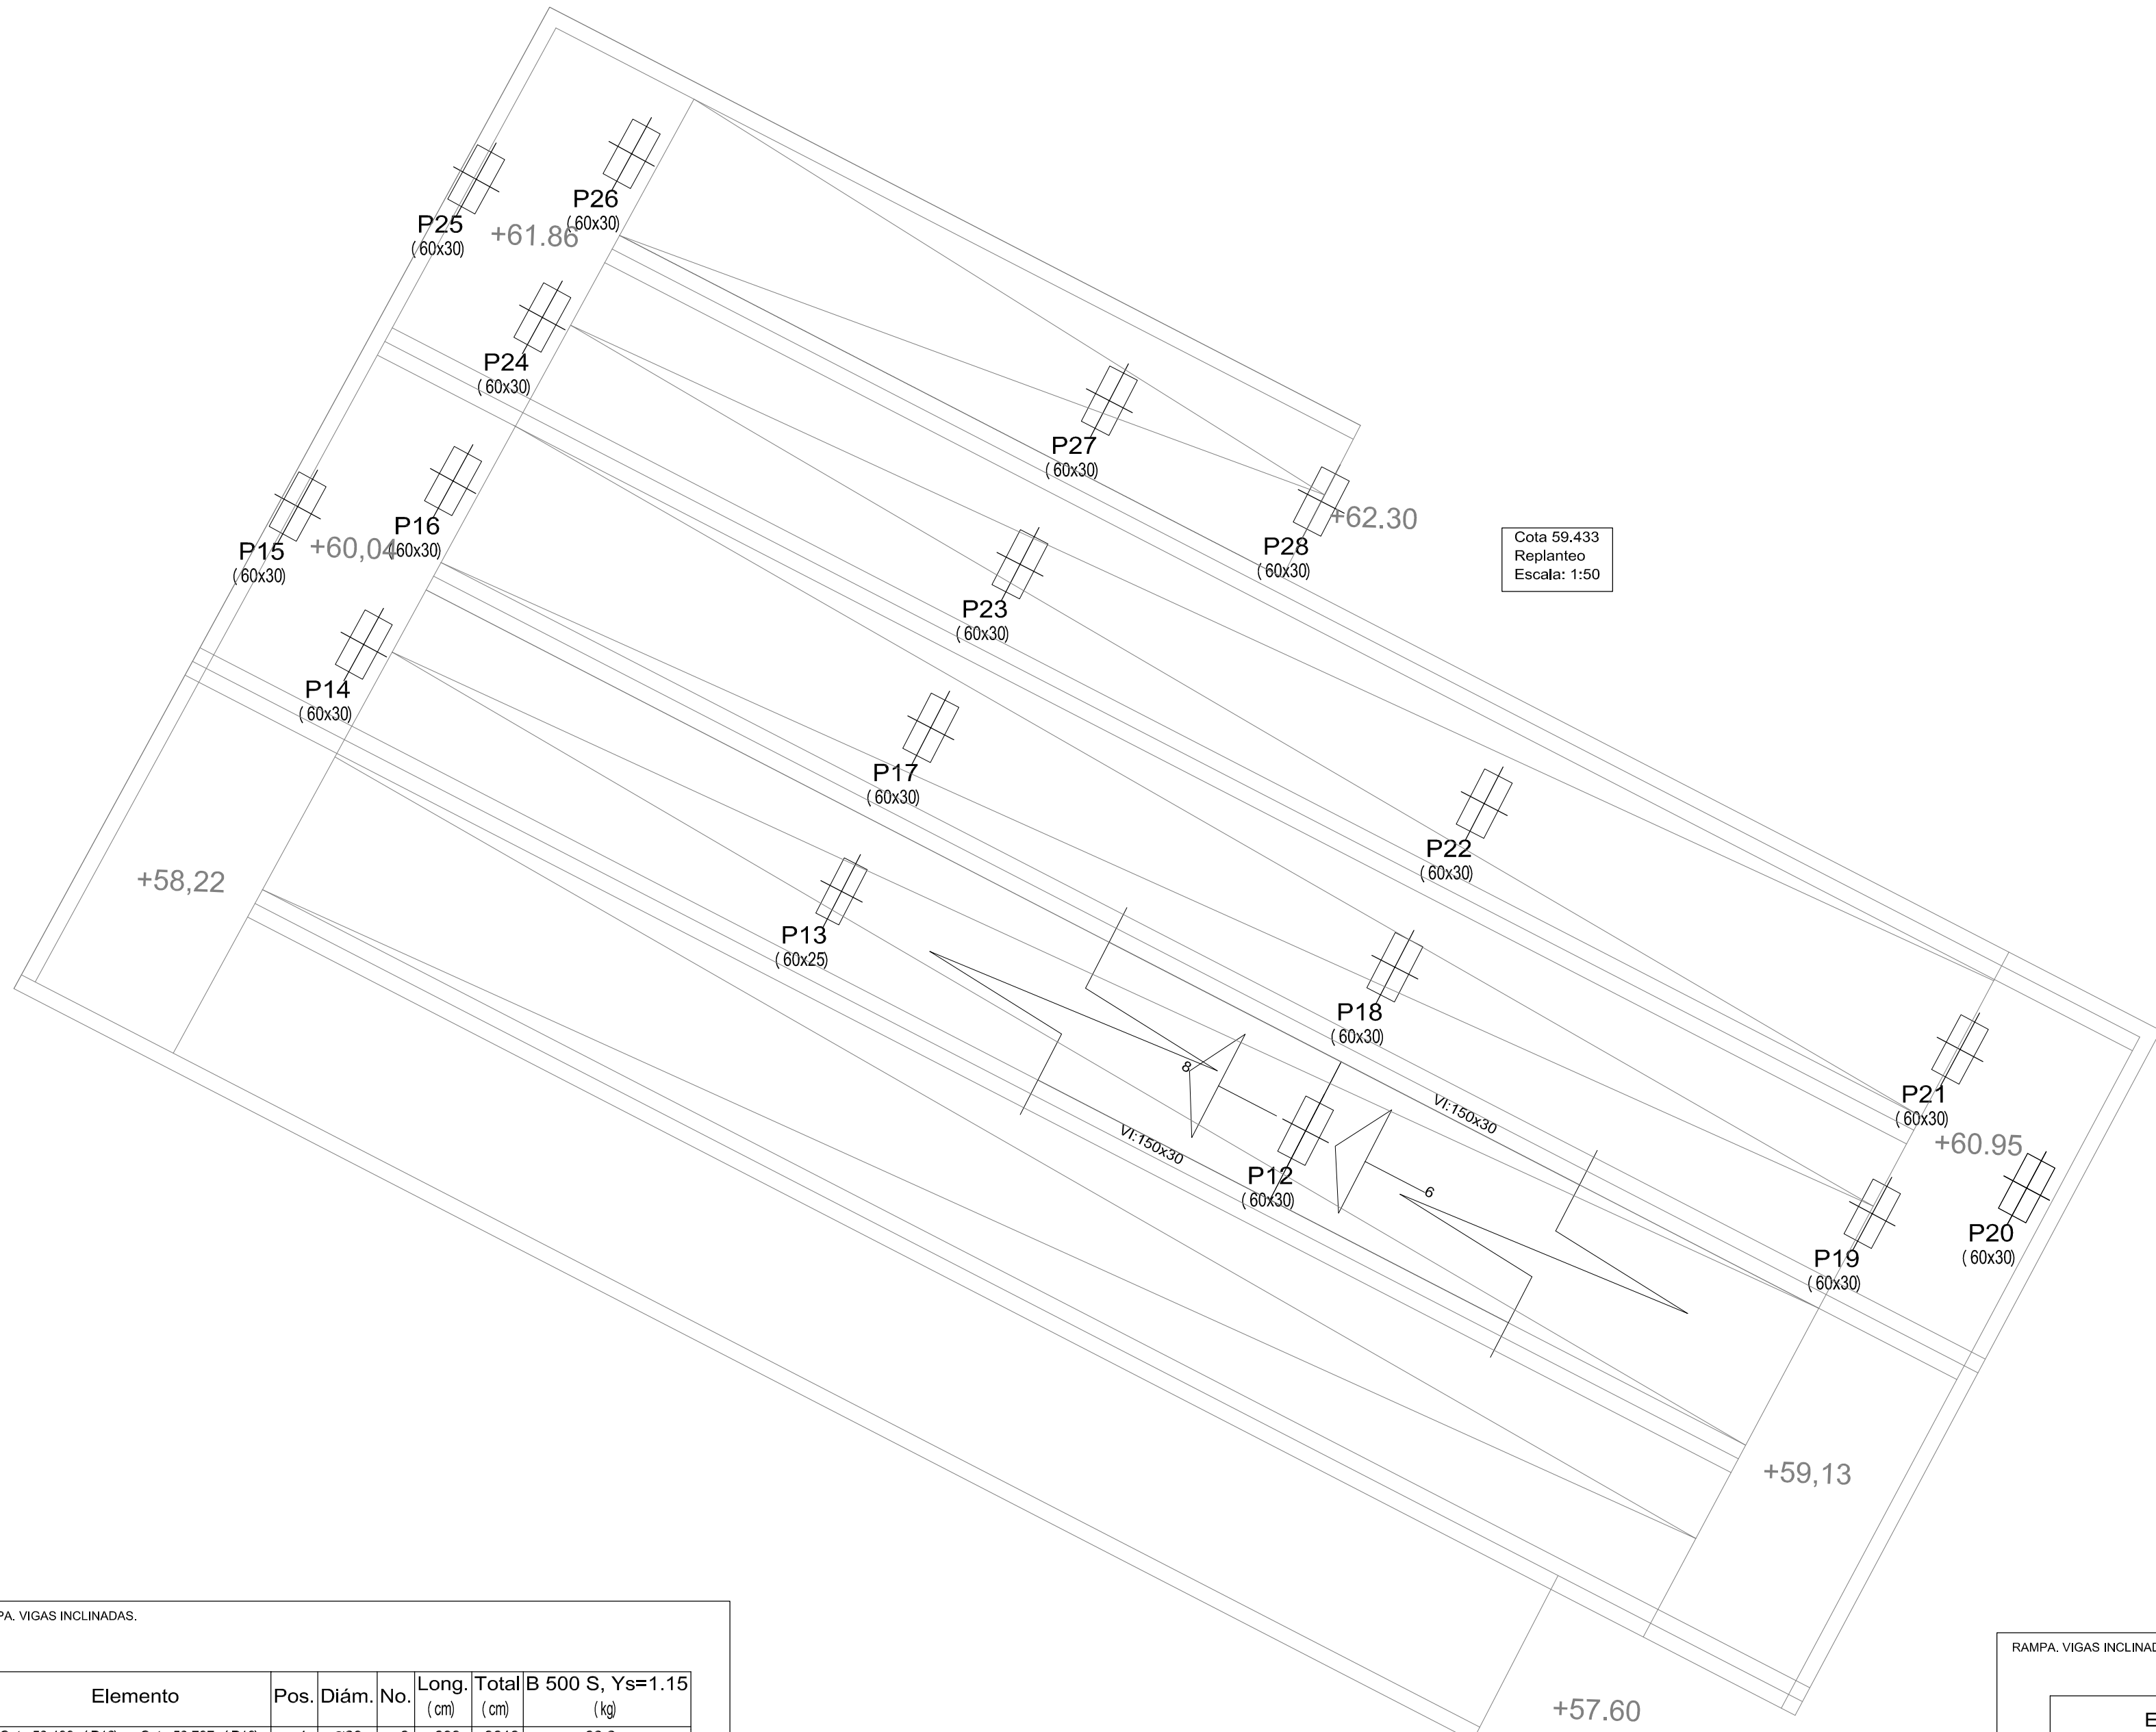 P26
(60x30)
P25
(60x30)
+61.86
P24
(60x30)
P27
(60x30)
+62.30
P28
(60x30)
Cota 59.433
Replanteo
Escala: 1:50
P16
(60x30)
P15
(60x30)
+60,04
P23
(60x30)
P14
(60x30)
P17
(60x30)
P22
(60x30)
+58,22
P13
(60x25)
P18
(60x30)
8
P21
(60x30)
VI:150x30
VI:150x30
+60.95
P12
(60x30)
6
P20
(60x30)
P19
(60x30)
+59,13
+57.60
PA. VIGAS INCLINADAS.
Elemento Pos. Diám. No. Long. Total B 500 S, Ys=1.15
(cm) (cm) (kg)
RAMPA. VIGAS INCLINAD
E